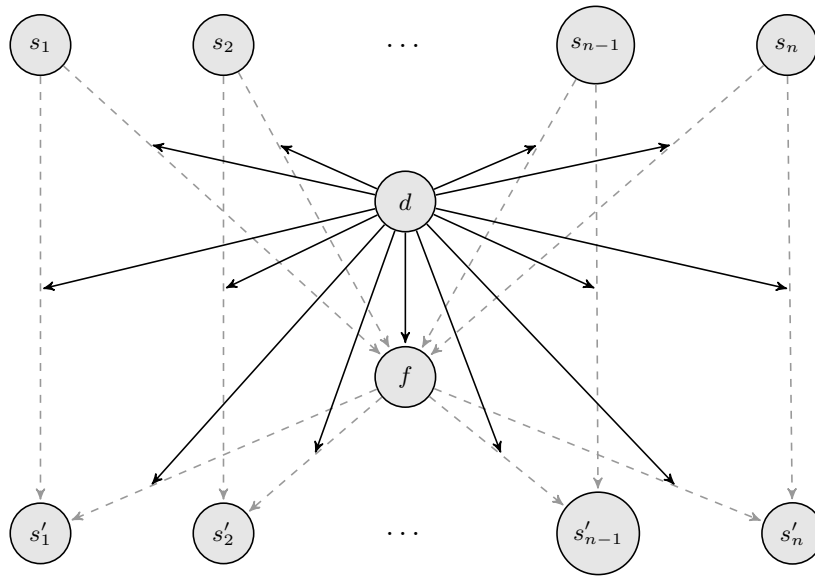 s₁ s₂ ⋯ sₙ₋₁ sₙ
d
f
s′₁ s′₂ ⋯ s′ₙ₋₁ s′ₙ